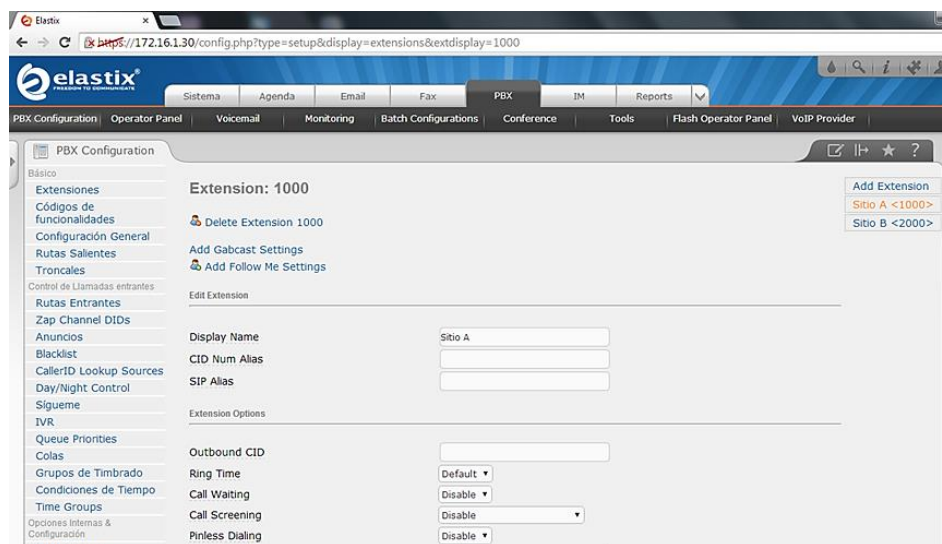 Elastix
https://172.16.1.30/config.php?type=setup&display=extensions&extdisplay=1000
elastix®
FREEDOM TO COMMUNICATE
Sistema Agenda Email Fax PBX IM Reports
PBX Configuration Operator Panel Voicemail Monitoring Batch Configurations Conference Tools Flash Operator Panel VoIP Provider
PBX Configuration
Básico
Extensiones
Códigos de
funcionalidades
Configuración General
Rutas Salientes
Troncales
Control de Llamadas entrantes
Rutas Entrantes
Zap Channel DIDs
Anuncios
Blacklist
CallerID Lookup Sources
Day/Night Control
Sígueme
IVR
Queue Priorities
Colas
Grupos de Timbrado
Condiciones de Tiempo
Time Groups
Opciones Internas &
Configuración
Extension: 1000
Delete Extension 1000
Add Gabcast Settings
Add Follow Me Settings
Edit Extension
Display Name Sitio A
CID Num Alias
SIP Alias
Extension Options
Outbound CID
Ring Time Default
Call Waiting Disable
Call Screening Disable
Pinless Dialing Disable
Add Extension
Sitio A <1000>
Sitio B <2000>